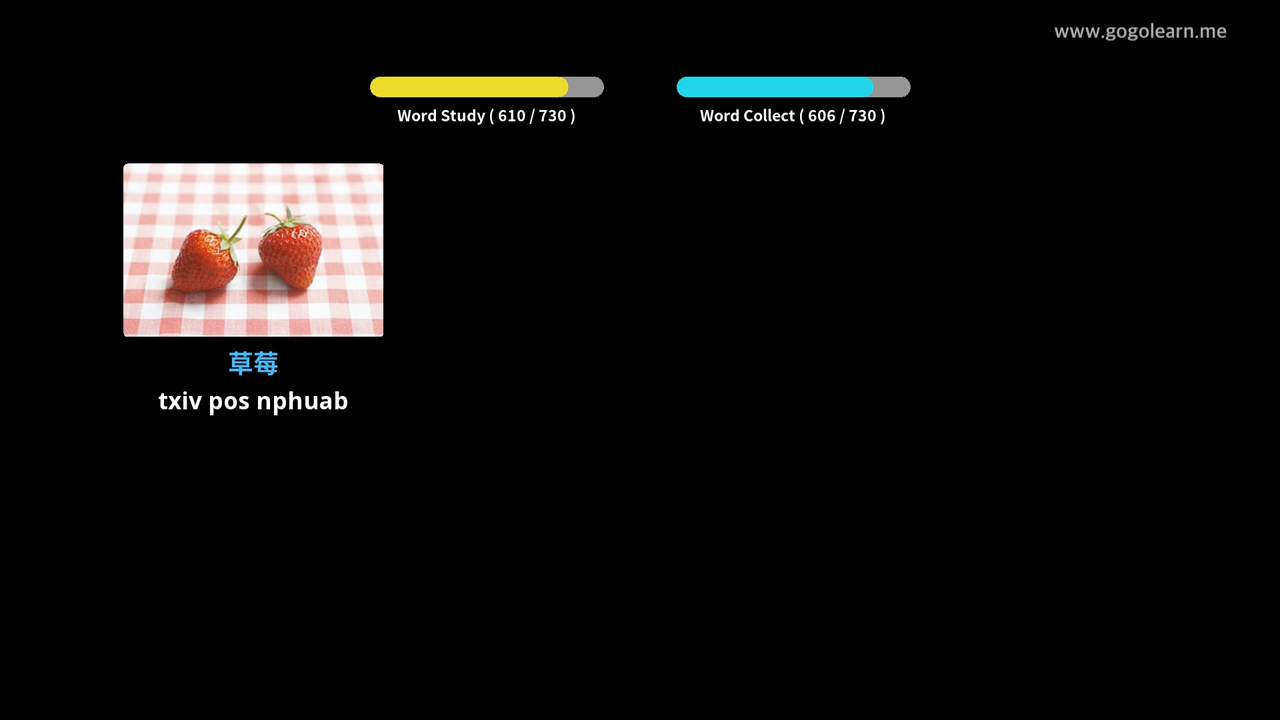 www.gogolearn.me
Word Study ( 610 / 730 )
Word Collect ( 606 / 730 )
草莓
txiv pos nphuab